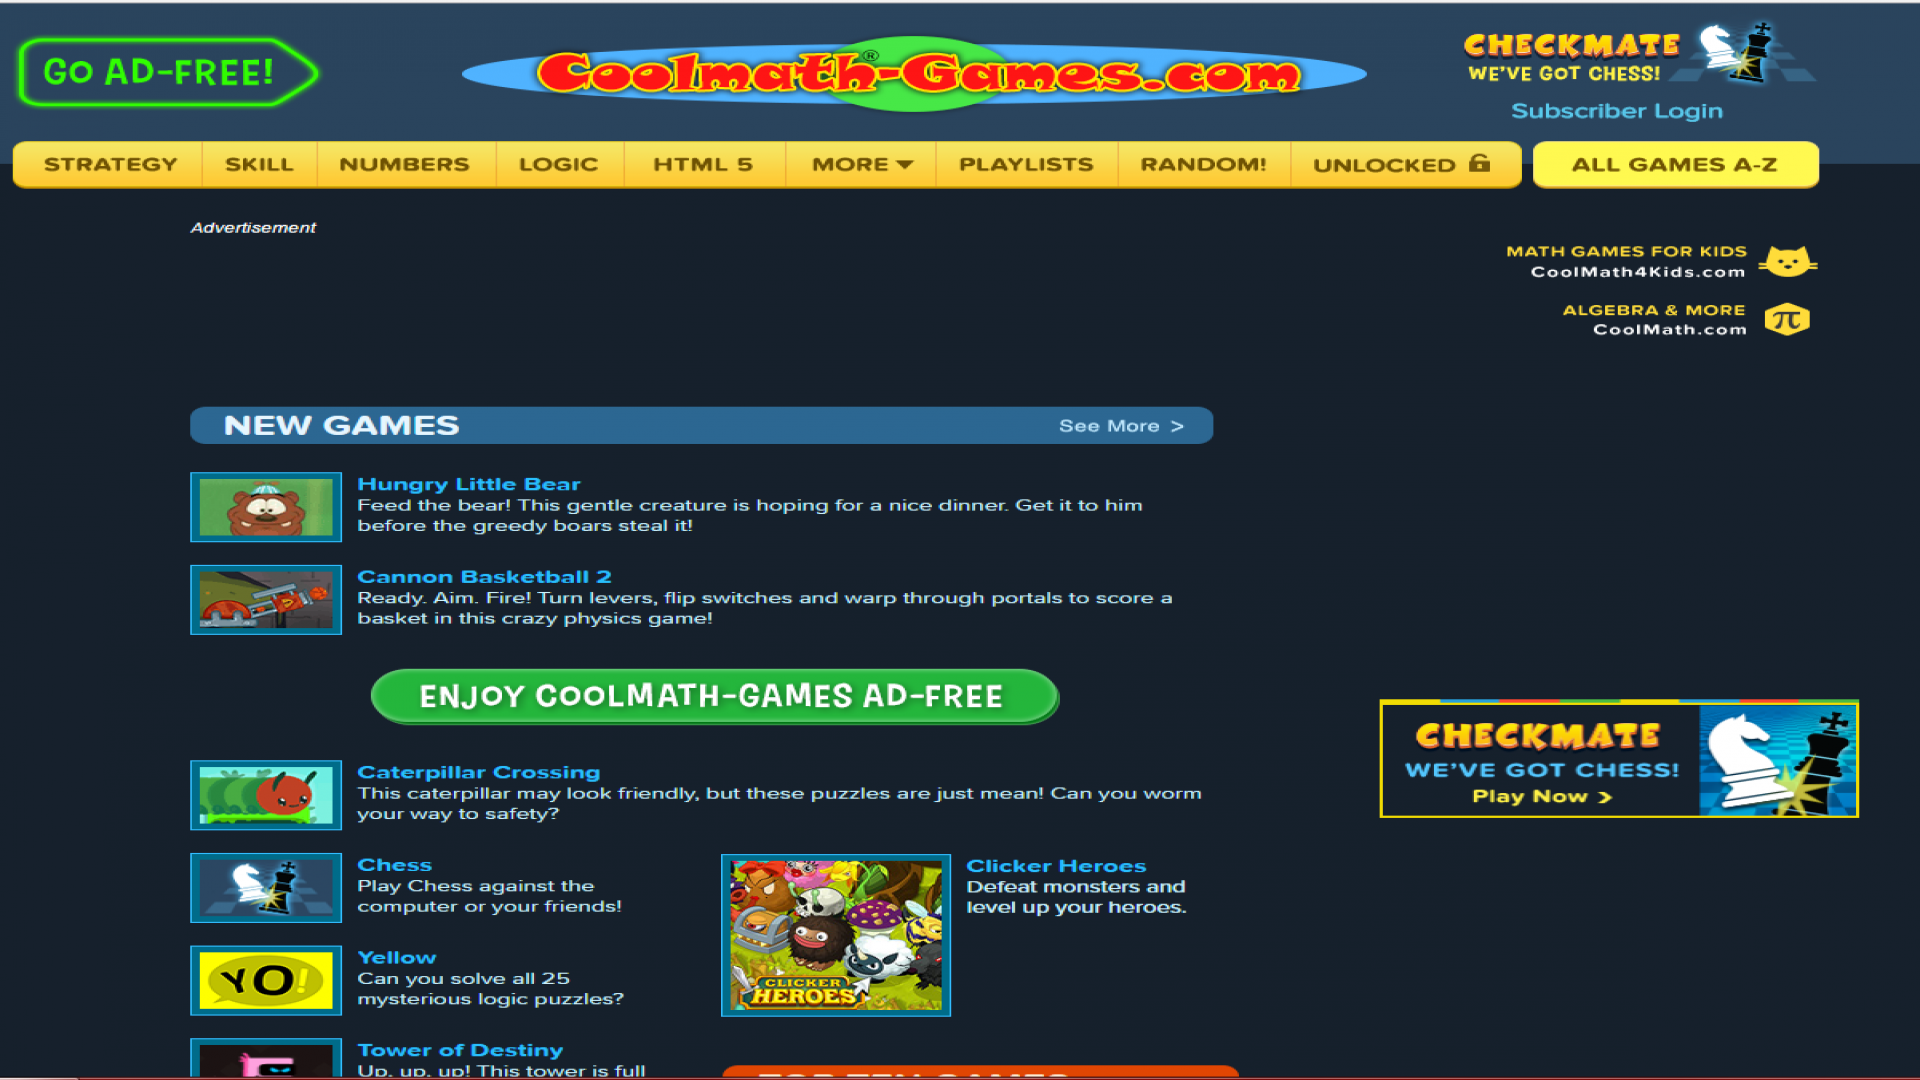 GO AD-FREE!
Coolmath-Games.com®
CHECKMATE
WE'VE GOT CHESS!
Subscriber Login
STRATEGY SKILL NUMBERS LOGIC HTML 5 MORE PLAYLISTS RANDOM! UNLOCKED ALL GAMES A-Z
Advertisement
MATH GAMES FOR KIDS
CoolMath4Kids.com
ALGEBRA & MORE
CoolMath.com
π
NEW GAMES See More >
Hungry Little Bear
Feed the bear! This gentle creature is hoping for a nice dinner. Get it to him
before the greedy boars steal it!
Cannon Basketball 2
Ready. Aim. Fire! Turn levers, flip switches and warp through portals to score a
basket in this crazy physics game!
ENJOY COOLMATH-GAMES AD-FREE
CHECKMATE
WE'VE GOT CHESS!
Play Now >
Caterpillar Crossing
This caterpillar may look friendly, but these puzzles are just mean! Can you worm
your way to safety?
Chess
Play Chess against the
computer or your friends!
YO!
Yellow
Can you solve all 25
mysterious logic puzzles?
Tower of Destiny
Up, up, up! This tower is full
CLICKER
HEROES
Clicker Heroes
Defeat monsters and
level up your heroes.
TOP TEN GAMES